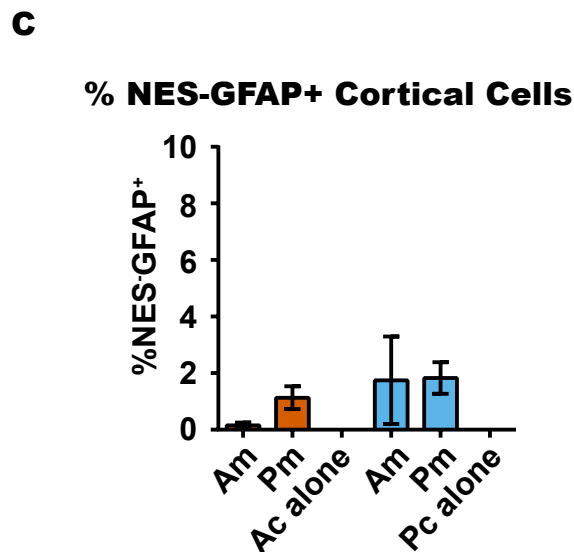 C
% NES-GFAP+ Cortical Cells
%NES-GFAP+
10
8
6
4
2
0
Am
Pm
Ac alone
Am
Pm
Pc alone